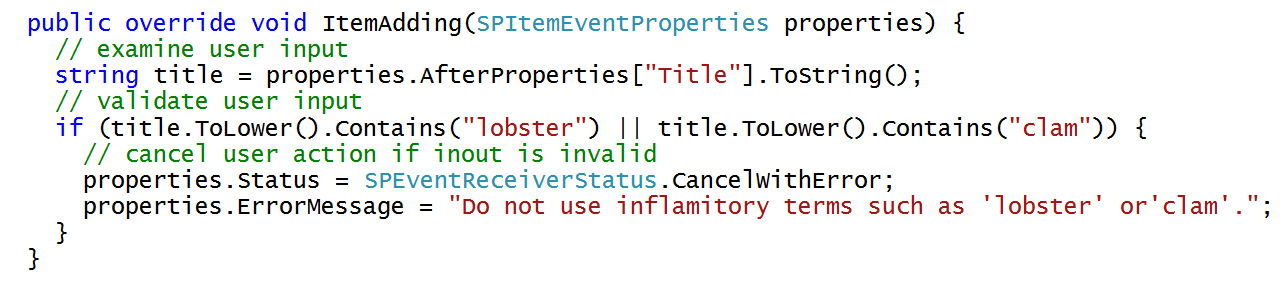 public override void ItemAdding(SPItemEventProperties properties) {
  // examine user input
  string title = properties.AfterProperties["Title"].ToString();
  // validate user input
  if (title.ToLower().Contains("lobster") || title.ToLower().Contains("clam")) {
    // cancel user action if inout is invalid
    properties.Status = SPEventReceiverStatus.CancelWithError;
    properties.ErrorMessage = "Do not use inflamitory terms such as 'lobster' or'clam'.";
  }
}